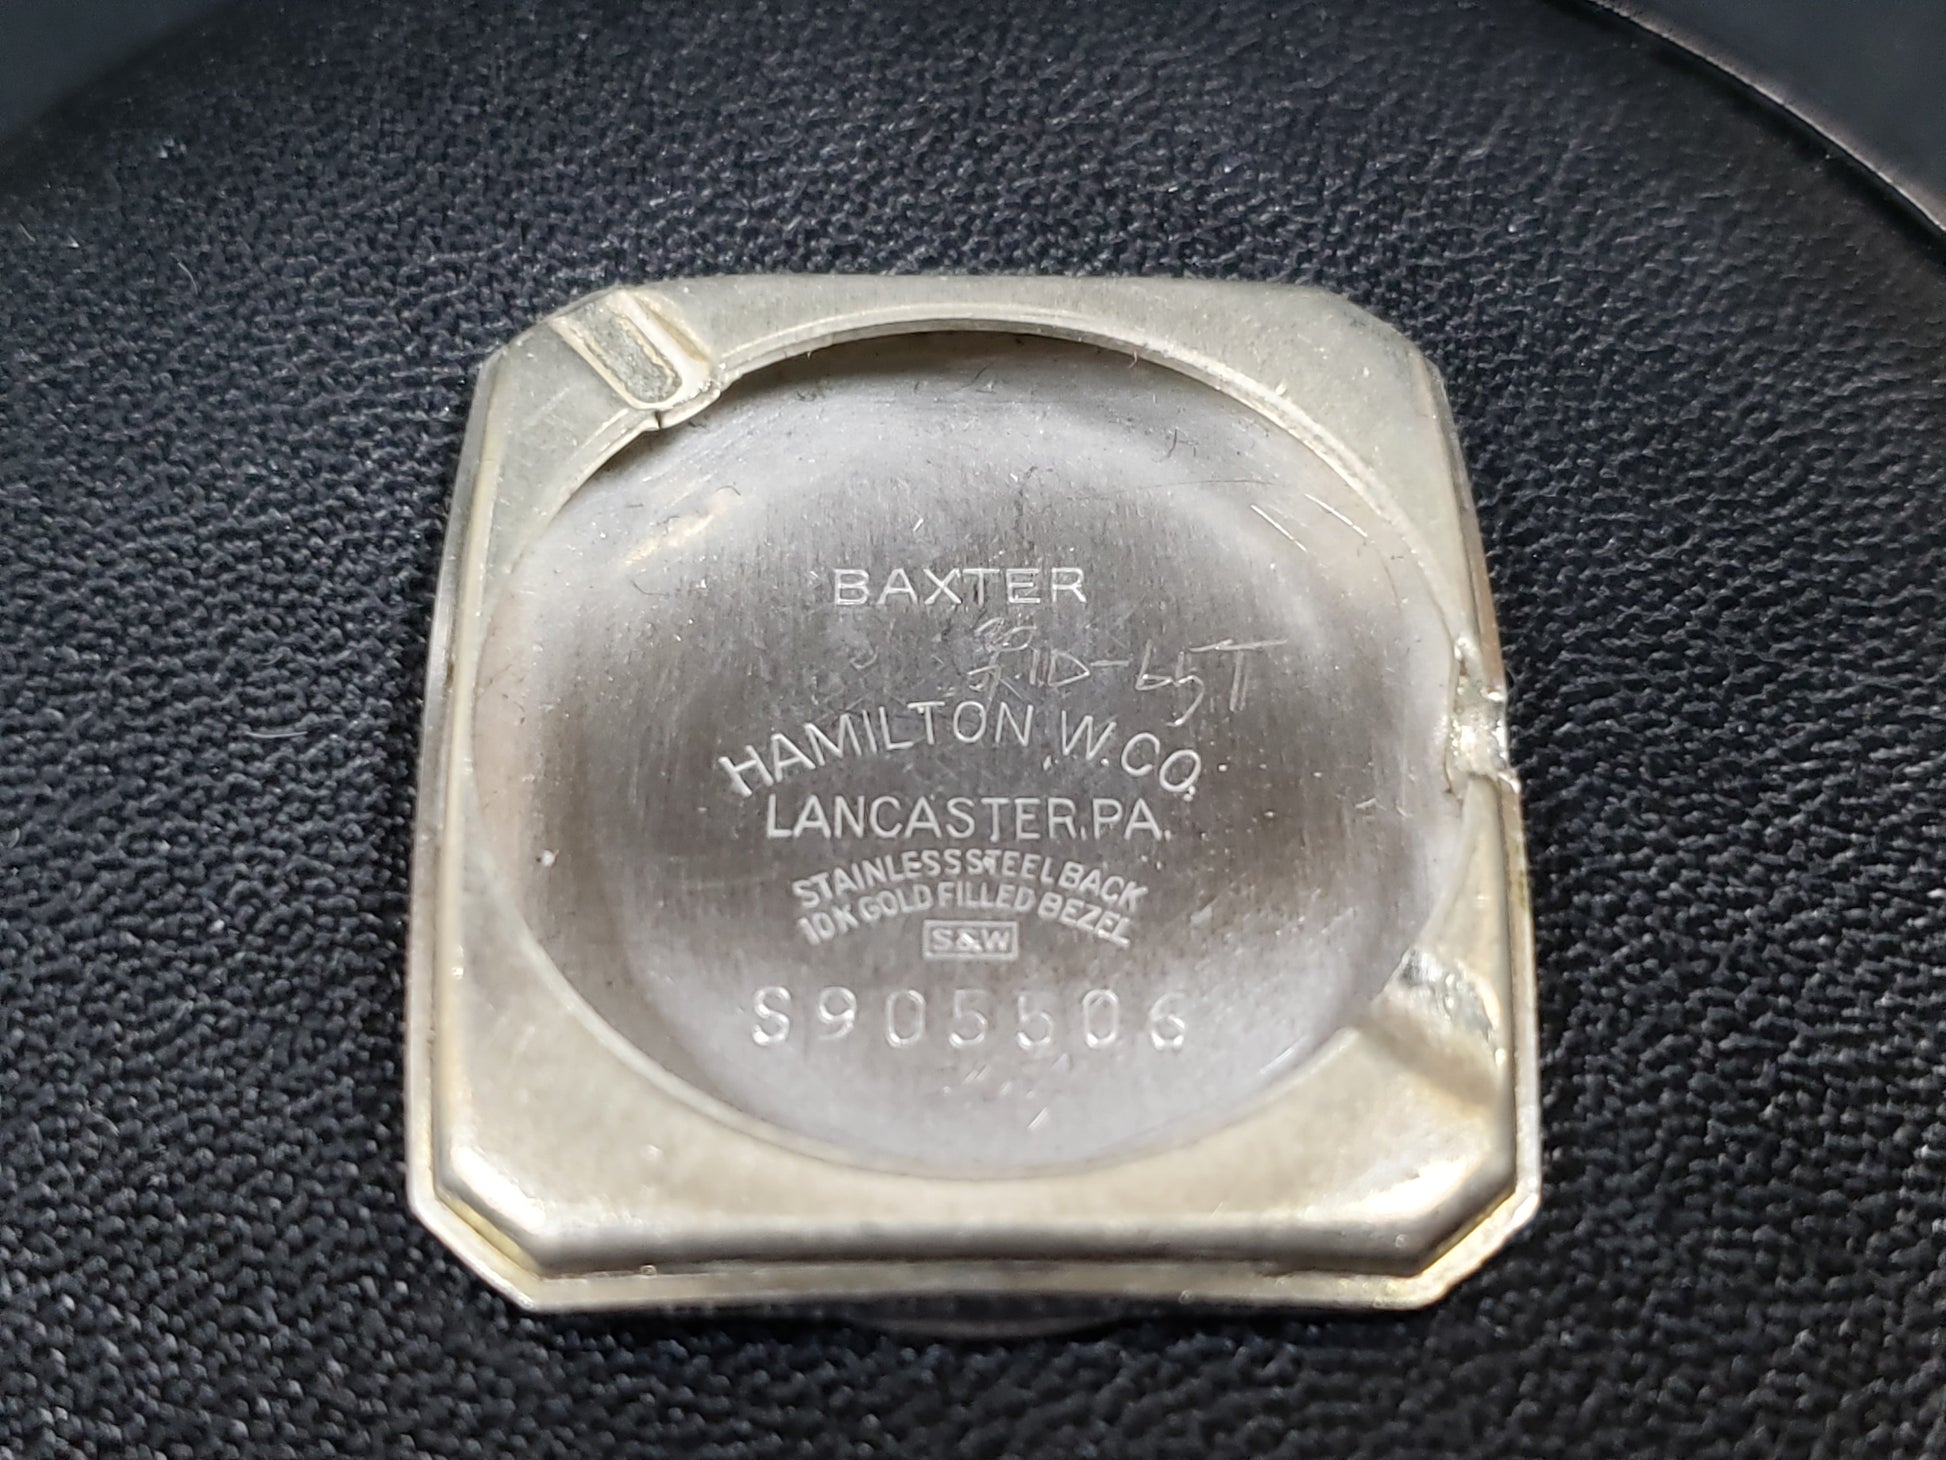 BAXTER
HAMILTON W. CO.
LANCASTER, PA.
STAINLESS STEEL BACK
10K GOLD FILLED BEZEL
S&W
S905506